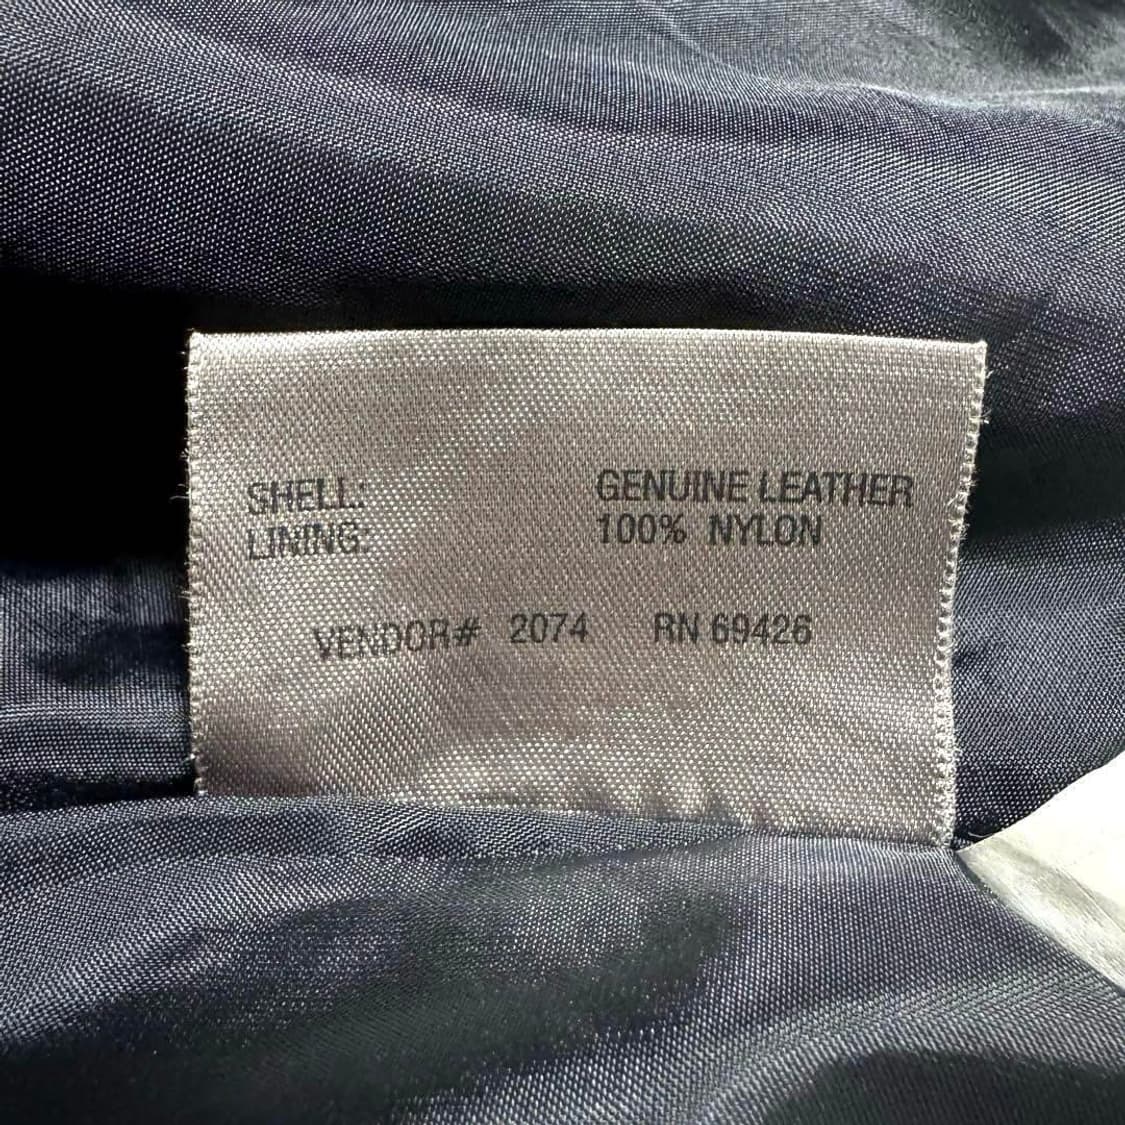 SHELL: GENUINE LEATHER
LINING: 100% NYLON
VENDOR# 2074 RN 69426